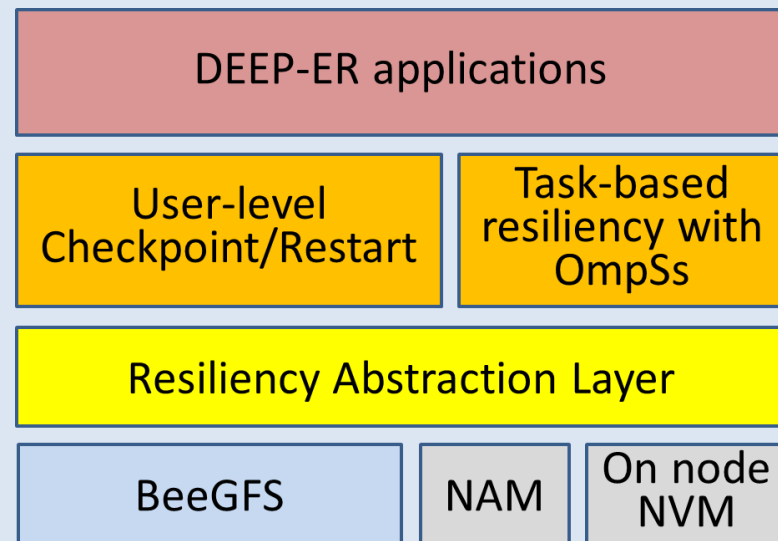 DEEP-ER applications
User-level
Checkpoint/Restart
Task-based
resiliency with
OmpSs
Resiliency Abstraction Layer
BeeGFS
NAM
On node
NVM